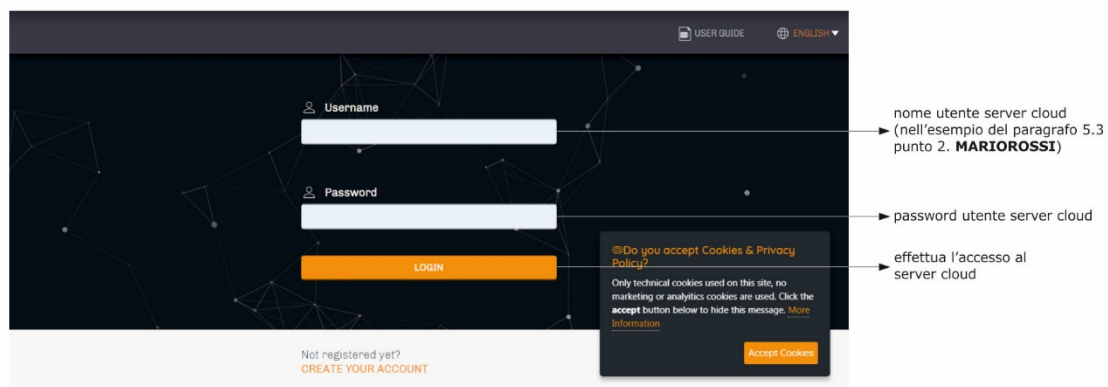 USER GUIDE
ENGLISH
Username
nome utente server cloud
(nell'esempio del paragrafo 5.3
punto 2. MARIOROSSI)
Password
password utente server cloud
LOGIN
effettua l'accesso al
server cloud
Do you accept Cookies & Privacy
Policy?
Only technical cookies used on this site, no
marketing or analyitics cookies are used. Click the
accept button below to hide this message. More
Information
Accept Cookies
Not registered yet?
CREATE YOUR ACCOUNT